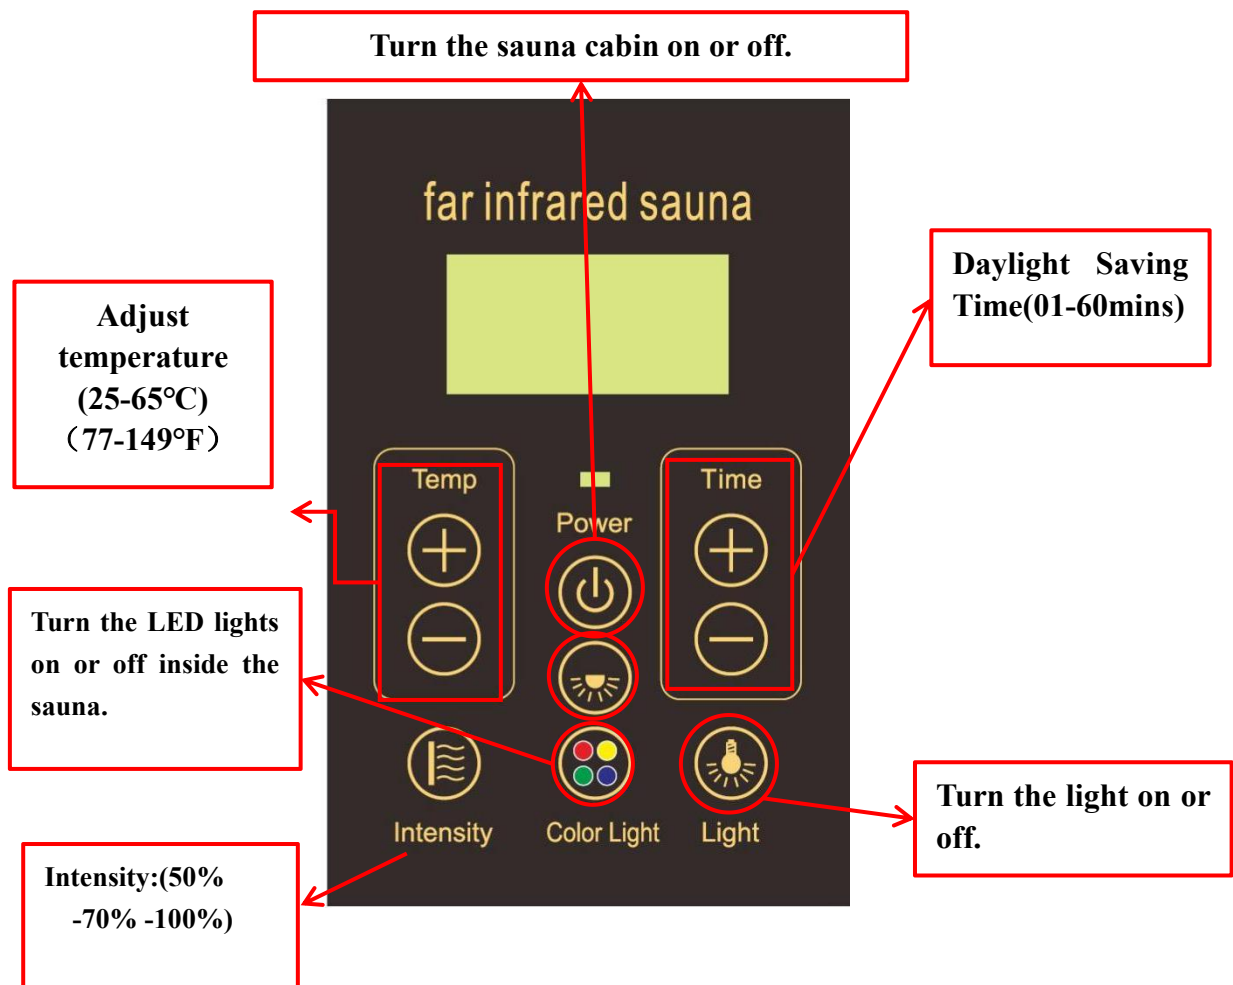 Turn the sauna cabin on or off.
far infrared sauna
Daylight Saving
Time(01-60mins)
Adjust
temperature
(25-65℃)
（77-149℉）
Temp
Power
Time
Turn the LED lights
on or off inside the
sauna.
Intensity
Color Light
Light
Turn the light on or
off.
Intensity:(50%
-70% -100%)